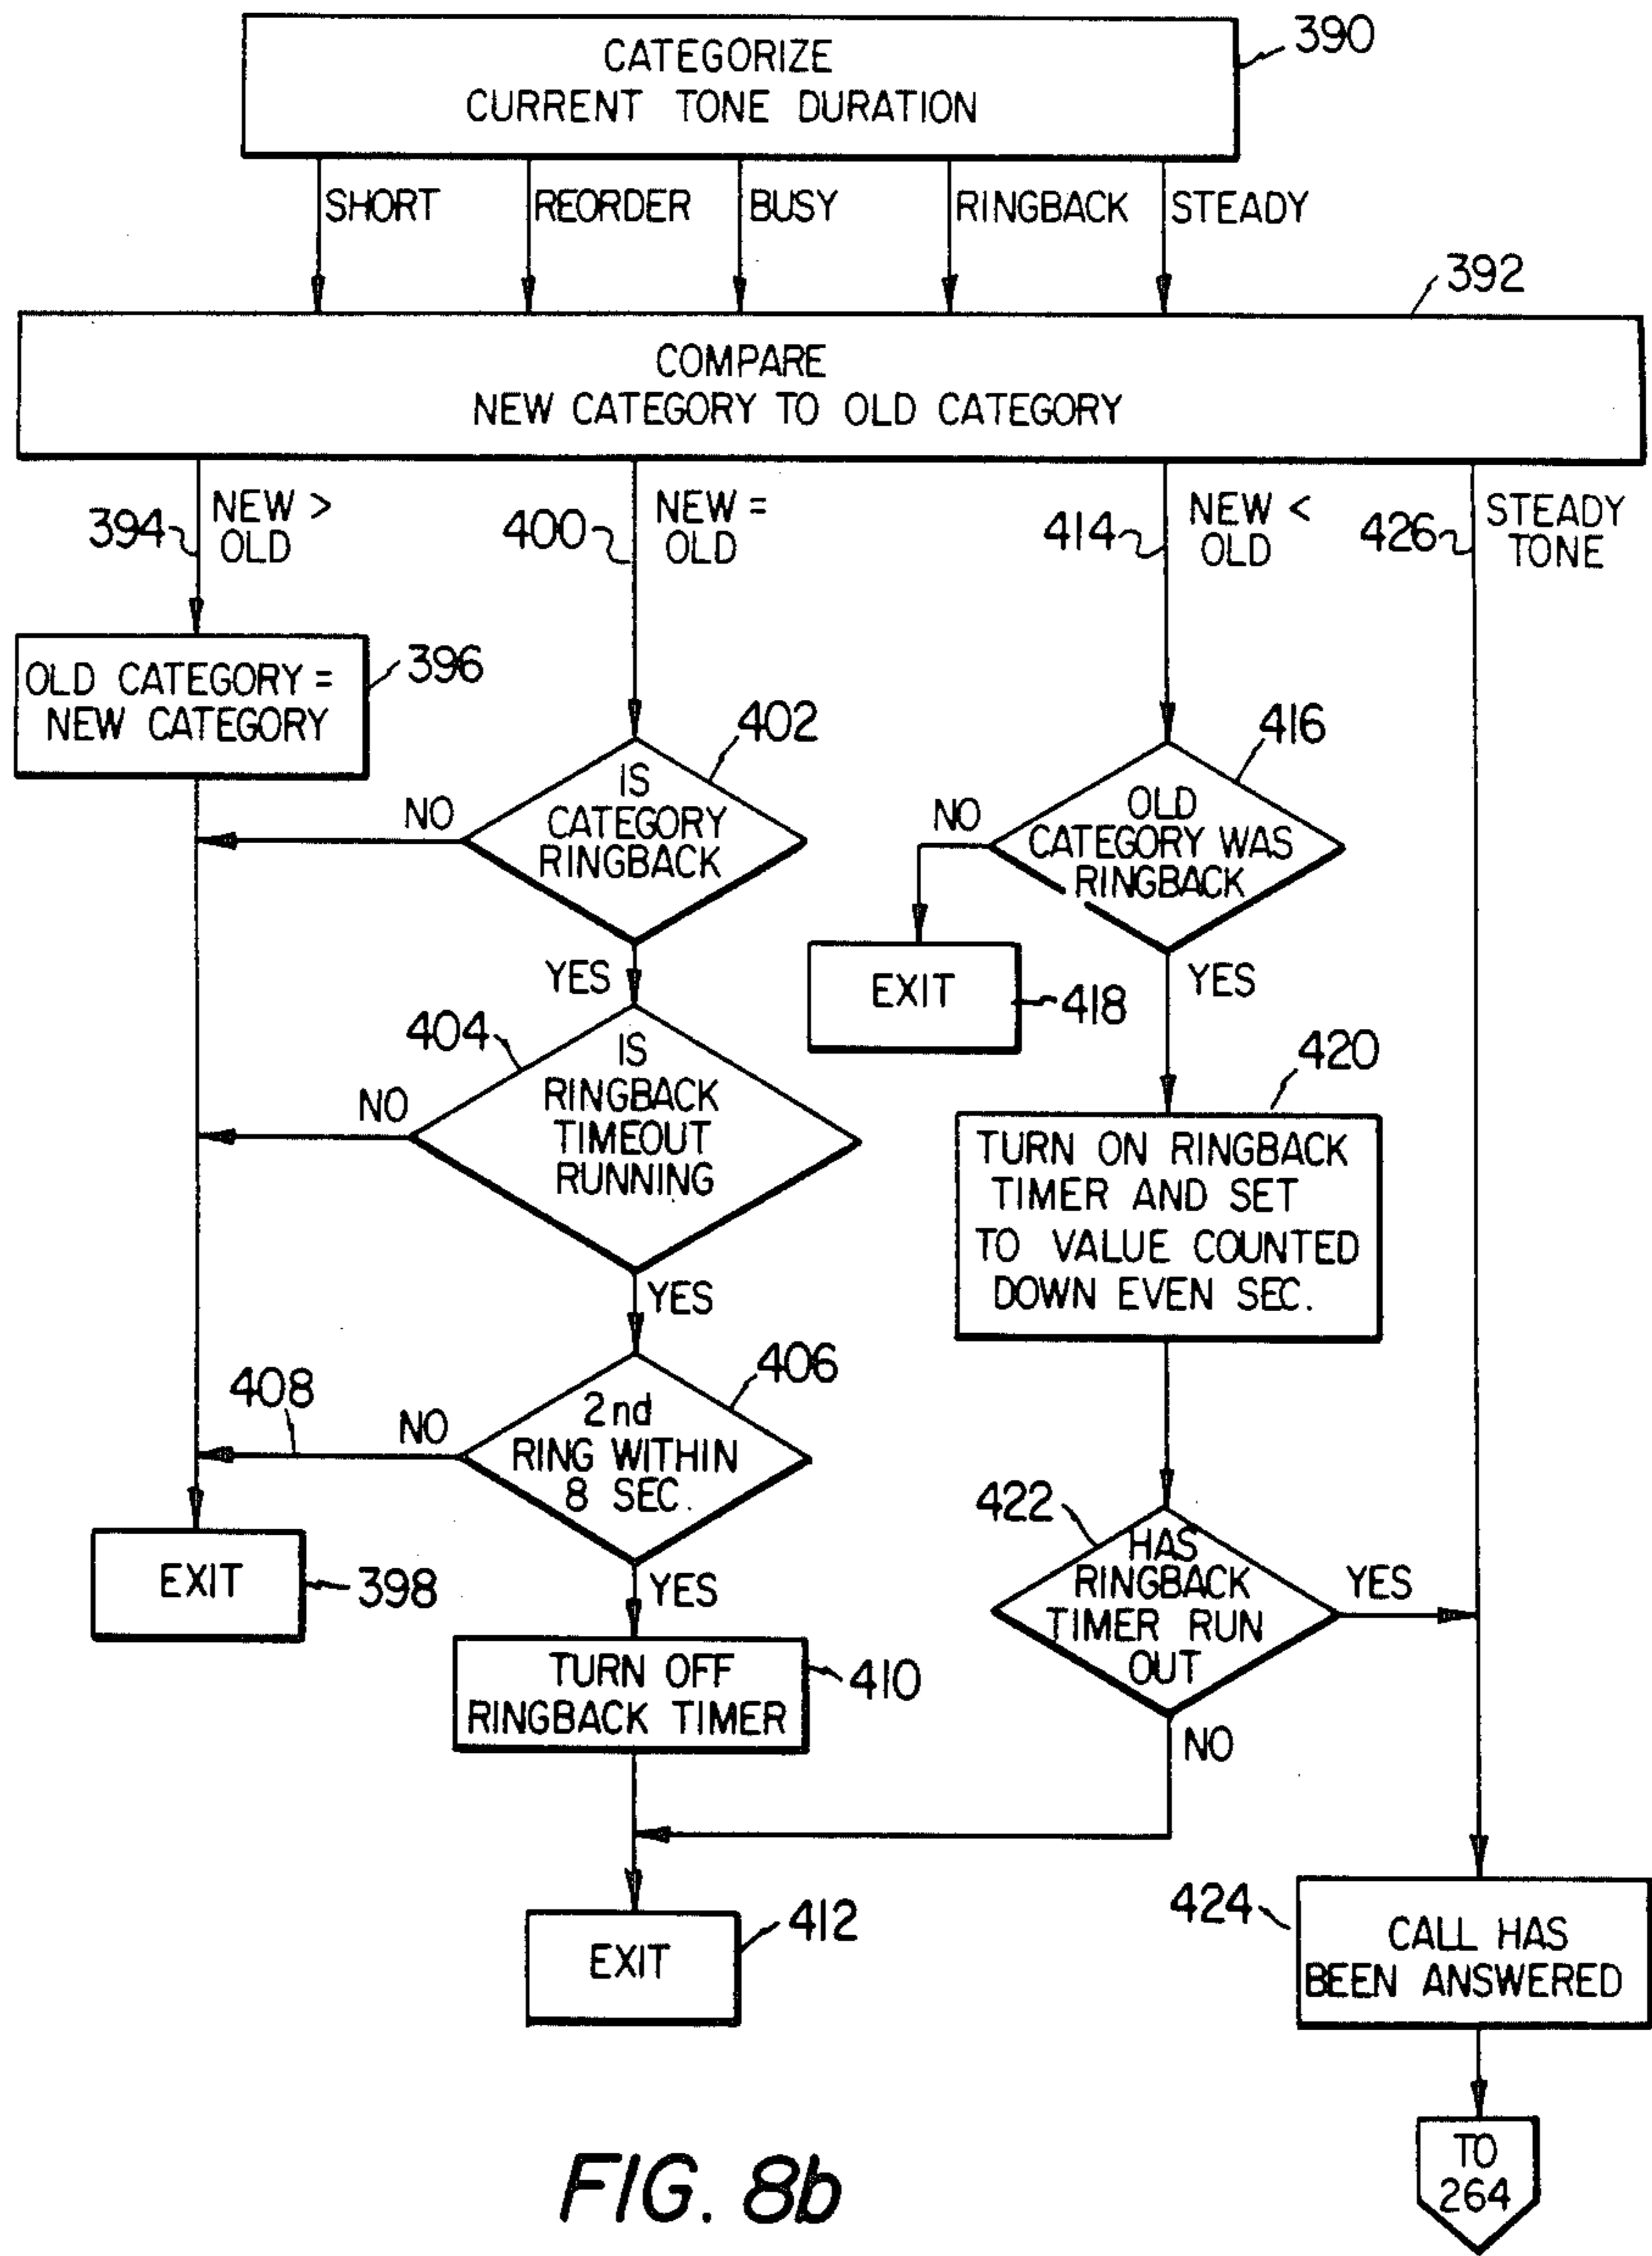 CATEGORIZE
CURRENT TONE DURATION
390
SHORT
REORDER
BUSY
RINGBACK
STEADY
392
COMPARE
NEW CATEGORY TO OLD CATEGORY
394
NEW >
OLD
400
NEW =
OLD
414
NEW <
OLD
426
STEADY
TONE
OLD CATEGORY =
NEW CATEGORY
396
402
IS
CATEGORY
RINGBACK
NO
YES
416
OLD
CATEGORY WAS
RINGBACK
NO
YES
EXIT
418
404
IS
RINGBACK
TIMEOUT
RUNNING
NO
YES
420
TURN ON RINGBACK
TIMER AND SET
TO VALUE COUNTED
DOWN EVEN SEC.
406
2nd
RING WITHIN
8 SEC.
408
NO
YES
EXIT
398
422
HAS
RINGBACK
TIMER RUN
OUT
YES
NO
TURN OFF
RINGBACK TIMER
410
EXIT
412
424
CALL HAS
BEEN ANSWERED
TO
264
FIG. 8b